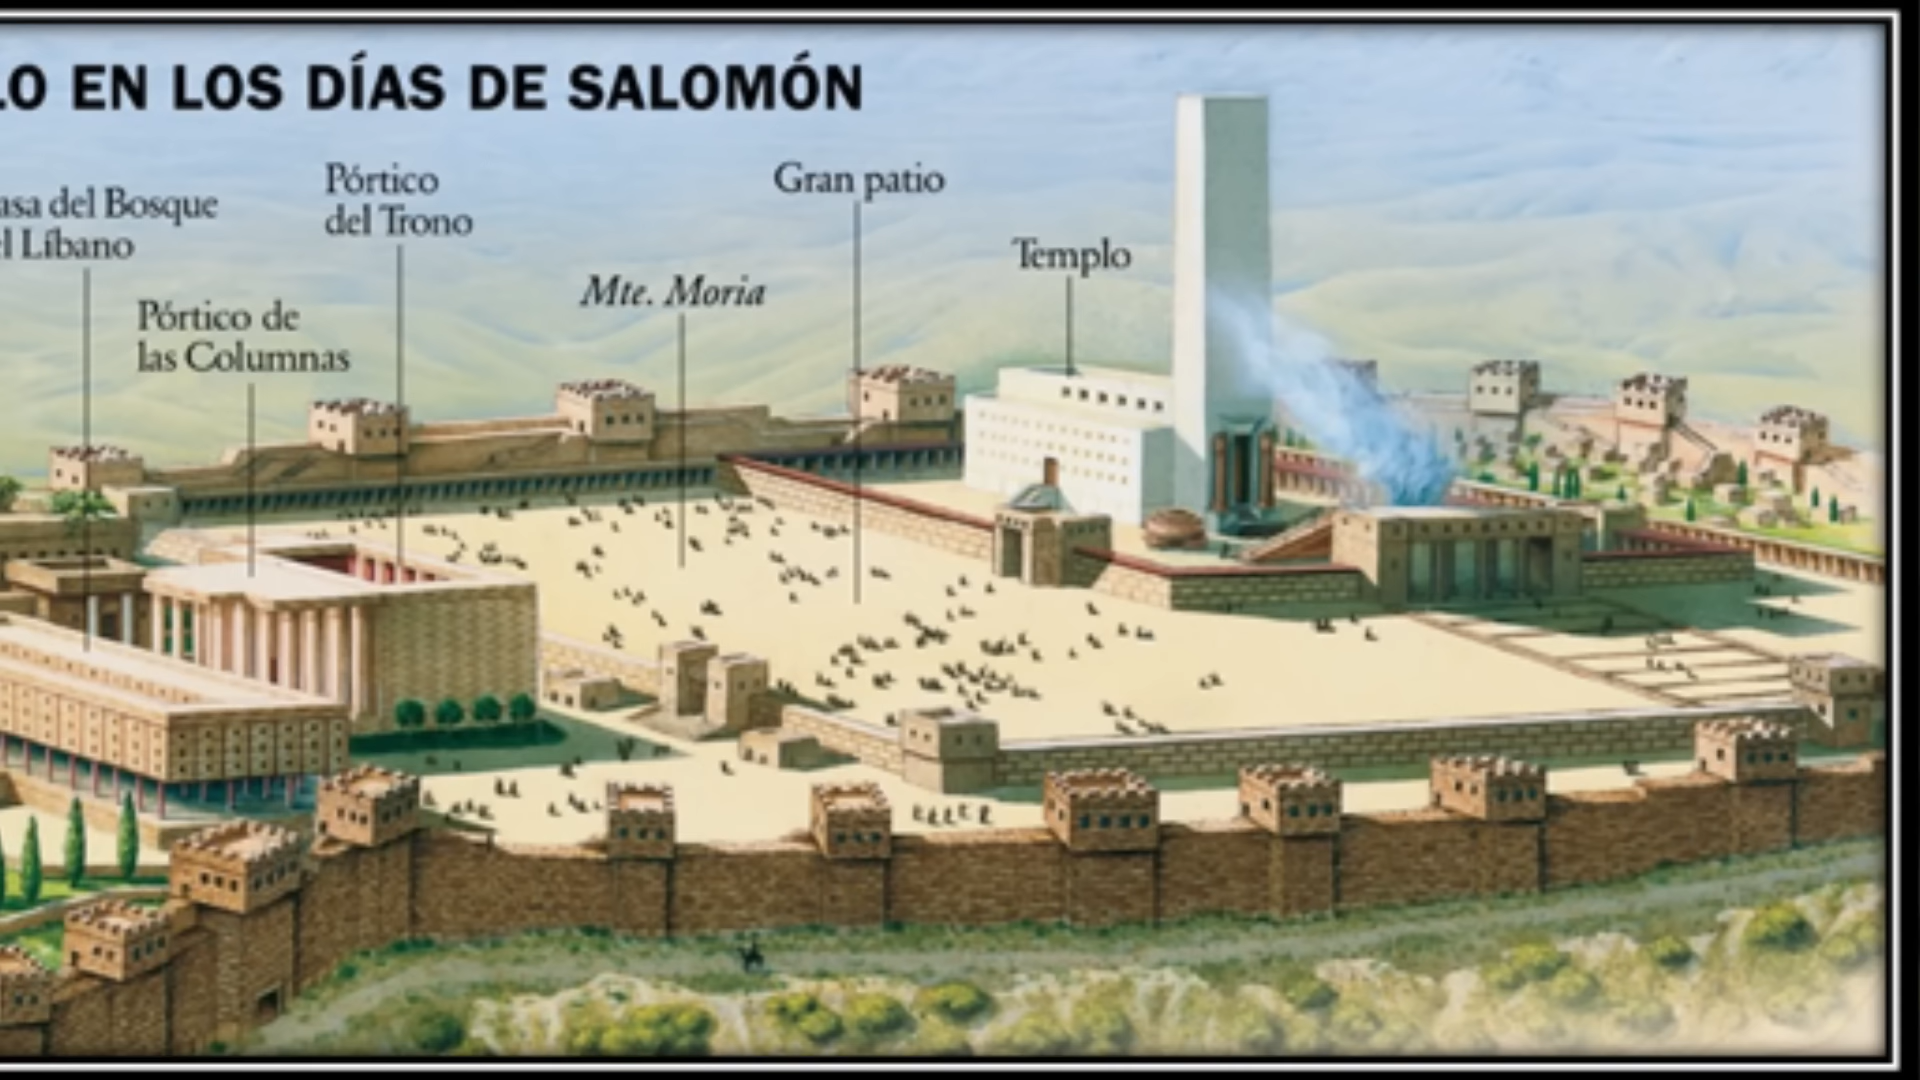 LO EN LOS DÍAS DE SALOMÓN
asa del Bosque
el Líbano
Pórtico
del Trono
Pórtico de
las Columnas
Mte. Moria
Gran patio
Templo